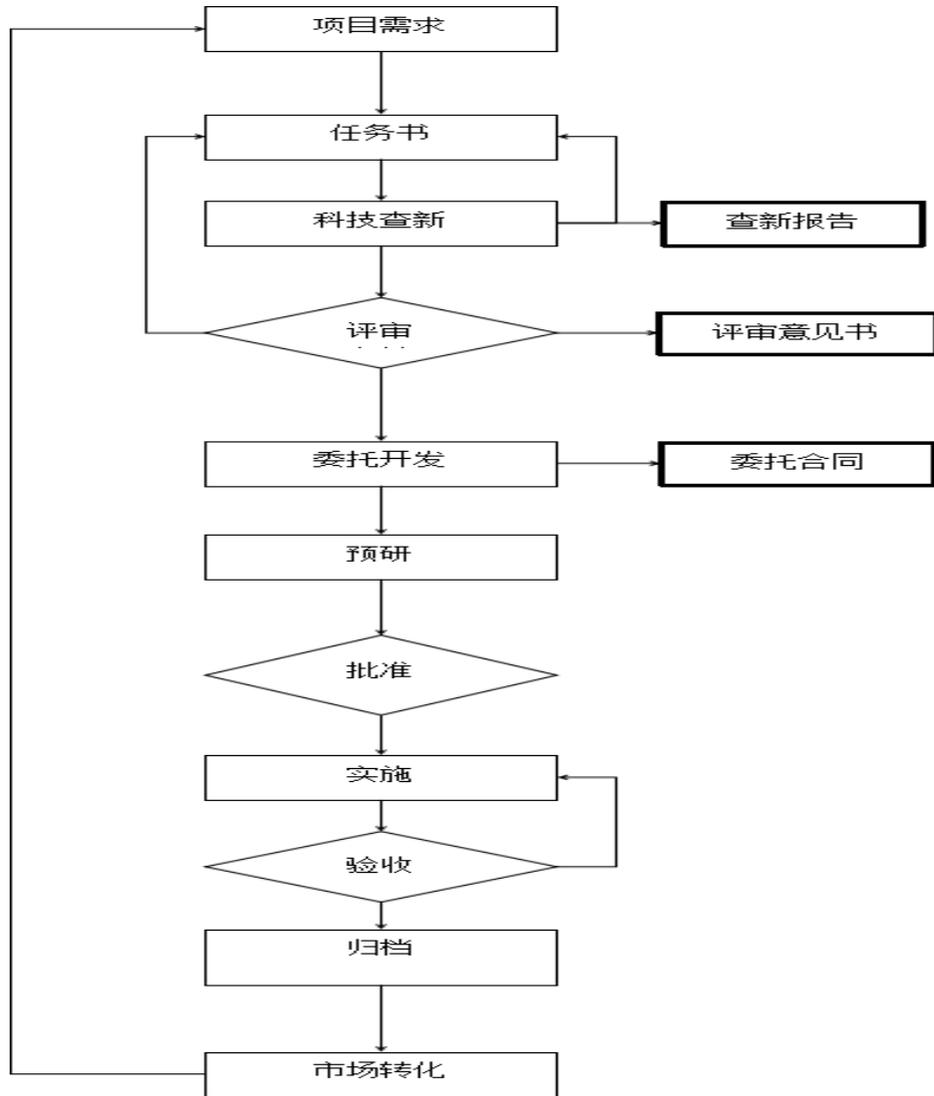 项目需求
任务书
科技查新
查新报告
评审
评审意见书
委托开发
委托合同
预研
批准
实施
验收
归档
市场转化